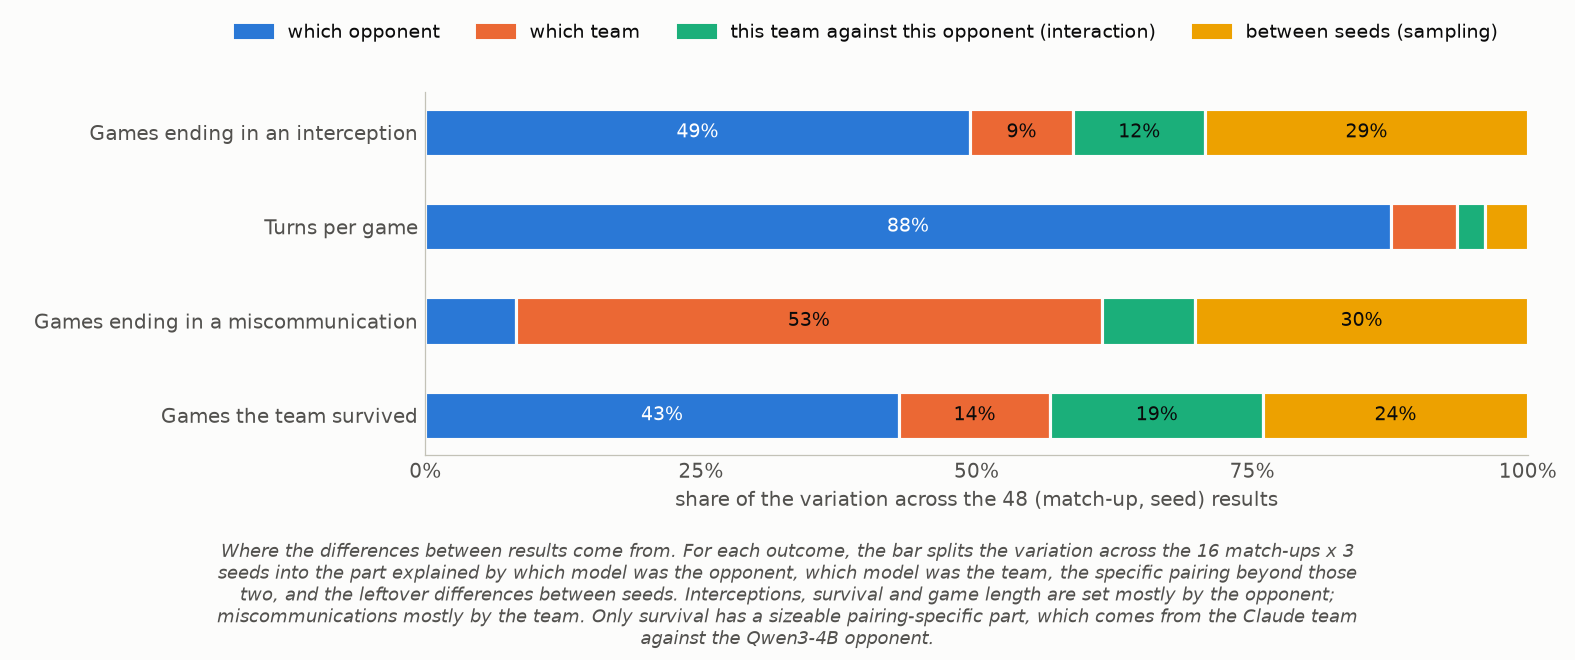 which opponent
which team
this team against this opponent (interaction)
between seeds (sampling)
Games ending in an interception
49%
9%
12%
29%
Turns per game
88%
Games ending in a miscommunication
53%
30%
Games the team survived
43%
14%
19%
24%
0%
25%
50%
75%
100%
share of the variation across the 48 (match-up, seed) results
Where the differences between results come from. For each outcome, the bar splits the variation across the 16 match-ups x 3
seeds into the part explained by which model was the opponent, which model was the team, the specific pairing beyond those
two, and the leftover differences between seeds. Interceptions, survival and game length are set mostly by the opponent;
miscommunications mostly by the team. Only survival has a sizeable pairing-specific part, which comes from the Claude team
against the Qwen3-4B opponent.